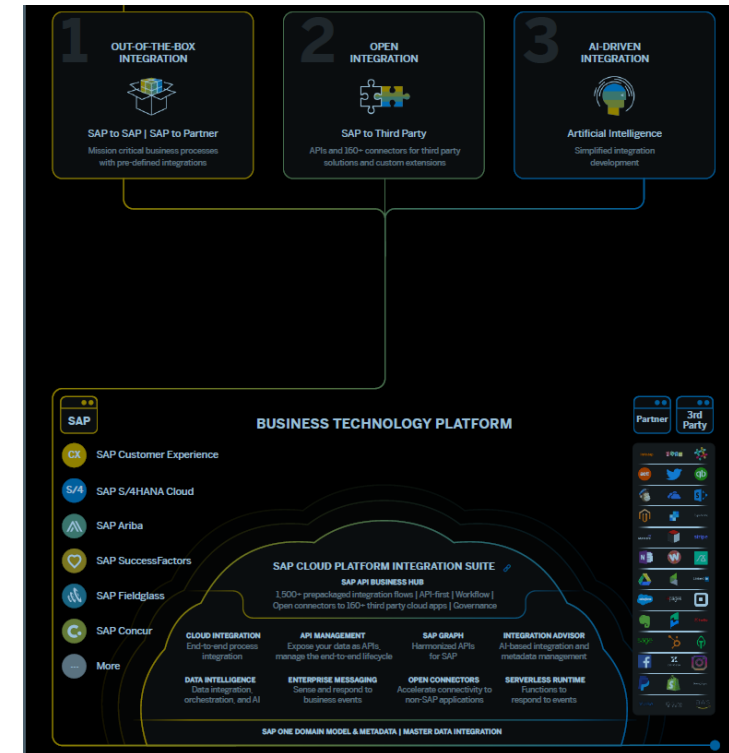 1
OUT-OF-THE-BOX
INTEGRATION
SAP to SAP | SAP to Partner
Mission critical business processes
with pre-defined integrations
2
OPEN
INTEGRATION
SAP to Third Party
APIs and 160+ connectors for third party
solutions and custom extensions
3
AI-DRIVEN
INTEGRATION
Artificial Intelligence
Simplified integration
development
SAP
BUSINESS TECHNOLOGY PLATFORM
Partner
3rd
Party
CX
SAP Customer Experience
S/4
SAP S/4HANA Cloud
SAP Ariba
SAP SuccessFactors
SAP Fieldglass
C.
SAP Concur
...
More
SAP CLOUD PLATFORM INTEGRATION SUITE
SAP API BUSINESS HUB
1,500+ prepackaged integration flows | API-first | Workflow |
Open connectors to 160+ third party cloud apps | Governance
CLOUD INTEGRATION
End-to-end process
integration
API MANAGEMENT
Expose your data as APIs,
manage the end-to-end lifecycle
SAP GRAPH
Harmonized APIs
for SAP
INTEGRATION ADVISOR
AI-based integration and
metadata management
DATA INTELLIGENCE
Data integration,
orchestration, and AI
ENTERPRISE MESSAGING
Sense and respond to
business events
OPEN CONNECTORS
Accelerate connectivity to
non-SAP applications
SERVERLESS RUNTIME
Functions to
respond to events
SAP ONE DOMAIN MODEL & METADATA | MASTER DATA INTEGRATION